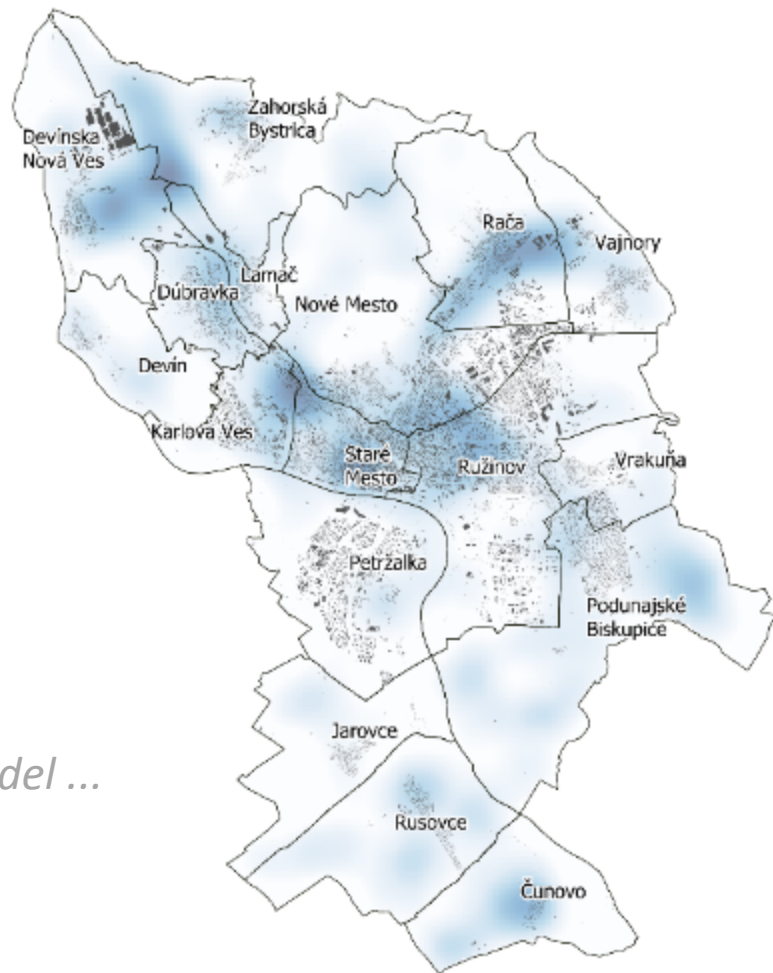 Zahorská
Bystrica
Devínska
Nová Ves
Rača
Vajnory
Lamač
Dúbravka
Nové Mesto
Devín
Karlova Ves
Staré
Mesto
Ružinov
Vrakuňa
Petržalka
Podunajské
Biskupice
Jarovce
del ...
Rusovce
Čunovo